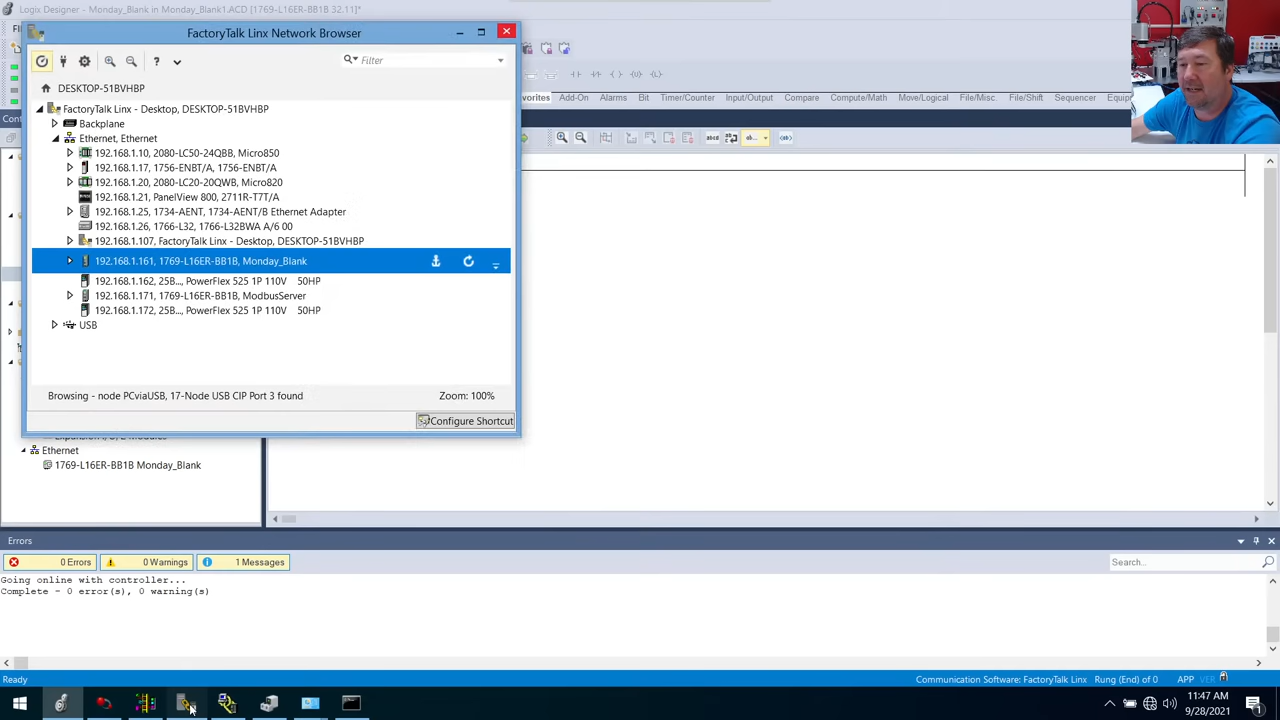 Logix Designer - Monday_Blank in Monday_Blank1.ACD [1769-L16ER-BB1B 32.11]
FactoryTalk Linx Network Browser
Filter
DESKTOP-51BVHBP
FactoryTalk Linx - Desktop, DESKTOP-51BVHBP
Backplane
Ethernet, Ethernet
192.168.1.10, 2080-LC50-24QBB, Micro850
192.168.1.17, 1756-ENBT/A, 1756-ENBT/A
192.168.1.20, 2080-LC20-20QWB, Micro820
192.168.1.21, PanelView 800, 2711R-T7T/A
192.168.1.25, 1734-AENT, 1734-AENT/B Ethernet Adapter
192.168.1.26, 1766-L32, 1766-L32BWA A/6 00
192.168.1.107, FactoryTalk Linx - Desktop, DESKTOP-51BVHBP
192.168.1.161, 1769-L16ER-BB1B, Monday_Blank
192.168.1.162, 25B..., PowerFlex 525 1P 110V 50HP
192.168.1.171, 1769-L16ER-BB1B, ModbusServer
192.168.1.172, 25B..., PowerFlex 525 1P 110V 50HP
USB
Browsing - node PCviaUSB, 17-Node USB CIP Port 3 found
Zoom: 100%
Configure Shortcut
vorites Add-On Alarms Bit Timer/Counter Input/Output Compare Compute/Math Move/Logical File/Misc. File/Shift Sequencer Equip
Ethernet
1769-L16ER-BB1B Monday_Blank
Errors
0 Errors 0 Warnings 1 Messages
Search...
Going online with controller...
Complete - 0 error(s), 0 warning(s)
Ready
Communication Software: FactoryTalk Linx Rung (End) of 0 APP VER
11:47 AM
9/28/2021